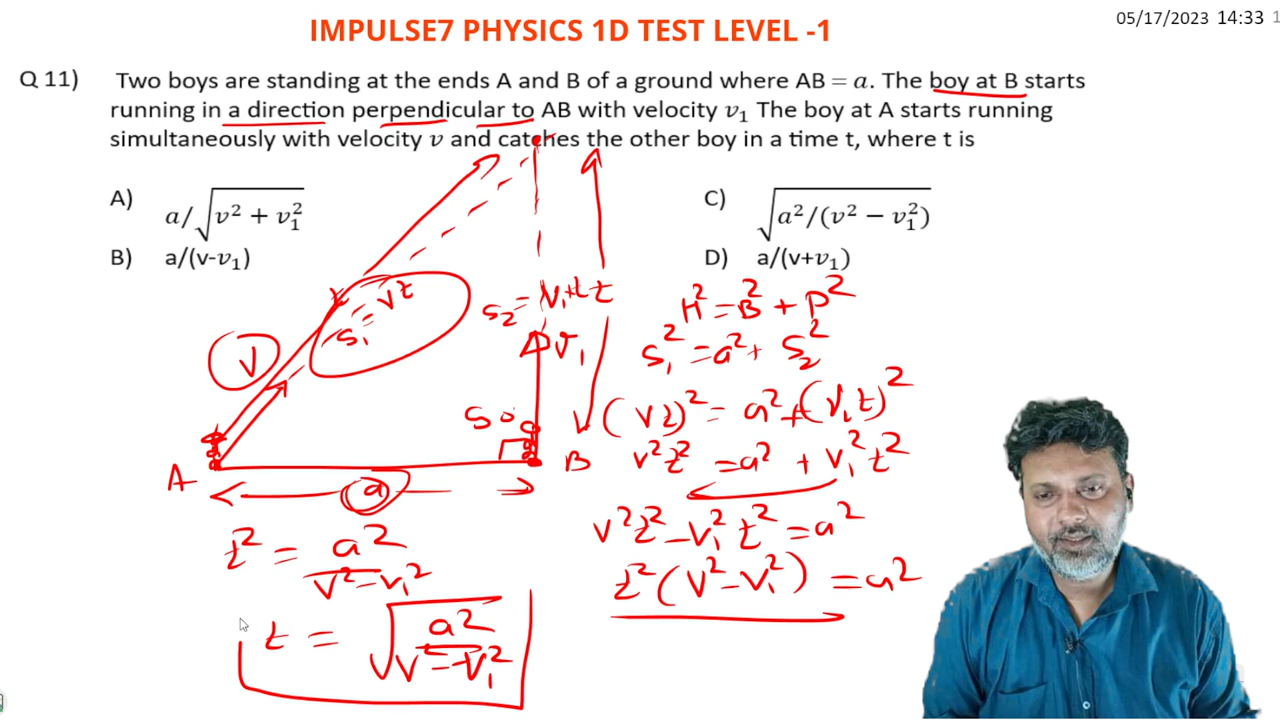 05/17/2023 14:33 1
IMPULSE7 PHYSICS 1D TEST LEVEL -1
Q 11) Two boys are standing at the ends A and B of a ground where AB = a. The boy at B starts
running in a direction perpendicular to AB with velocity v₁ The boy at A starts running
simultaneously with velocity v and catches the other boy in a time t, where t is
A) a/√(v² + v₁²)
C) √(a²/(v² − v₁²))
B) a/(v-v₁)
D) a/(v+v₁)
S₁ = vt
S₂ = v₁ t
V
v₁
A
B
a
H² = B² + P²
S₁² = a² + S₂²
(vt)² = a² + (v₁t)²
v²t² = a² + v₁²t²
v²t² − v₁²t² = a²
t²(v² − v₁²) = a²
t² = a²/(v² − v₁²)
t = √(a²/(v² − v₁²))